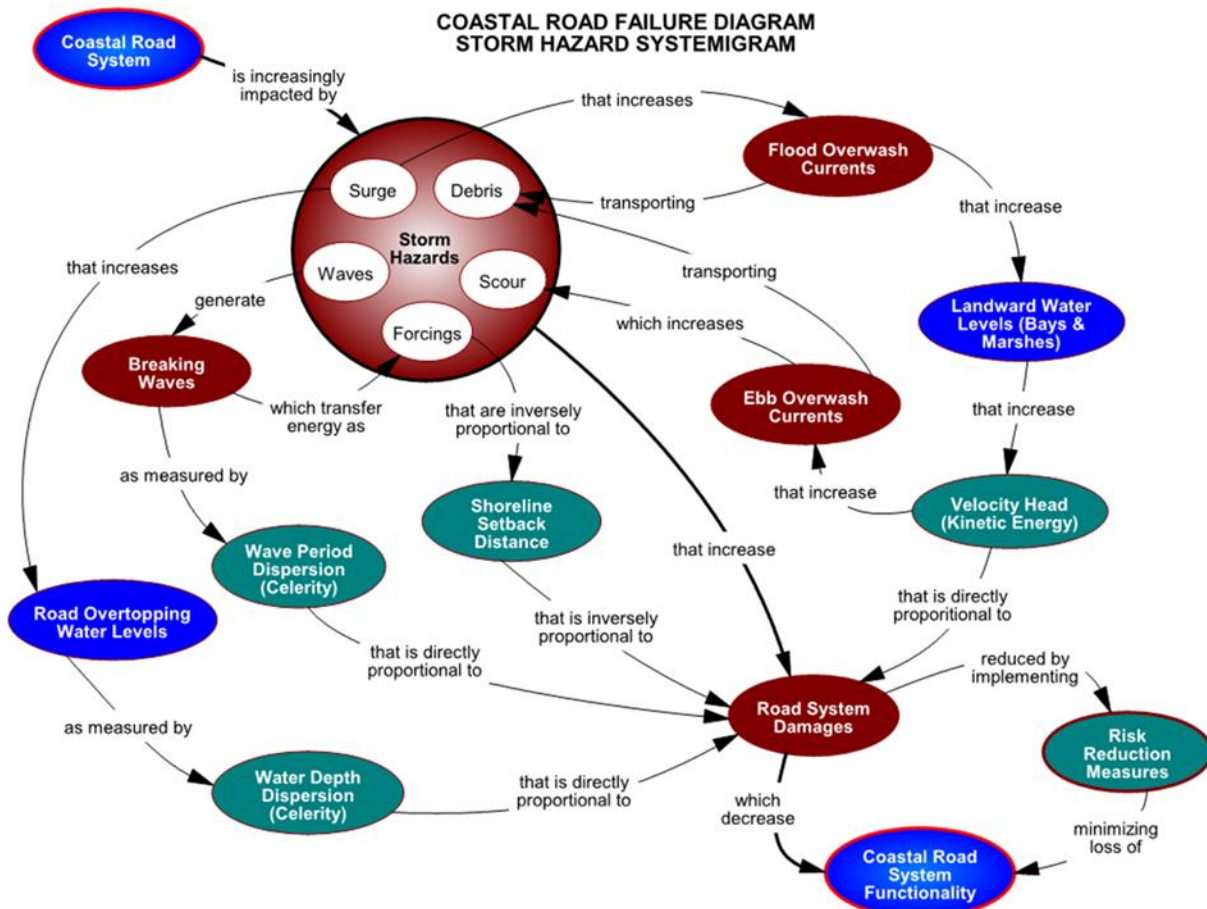 COASTAL ROAD FAILURE DIAGRAM
STORM HAZARD SYSTEMIGRAM
Coastal Road
System
is increasingly
impacted by
that increases
Flood Overwash
Currents
Surge
Debris
transporting
that increase
Storm
Hazards
that increases
Waves
Scour
transporting
generate
Forcings
which increases
Landward Water
Levels (Bays &
Marshes)
Breaking
Waves
which transfer
energy as
that are inversely
proportional to
Ebb Overwash
Currents
that increase
as measured by
Shoreline
Setback
Distance
that increase
Velocity Head
(Kinetic Energy)
Wave Period
Dispersion
(Celerity)
that increase
Road Overtopping
Water Levels
that is directly
proportional to
that is inversely
proportional to
that is directly
proportional to
reduced by
implementing
Road System
Damages
as measured by
Risk
Reduction
Measures
Water Depth
Dispersion
(Celerity)
that is directly
proportional to
which
decrease
minimizing
loss of
Coastal Road
System
Functionality